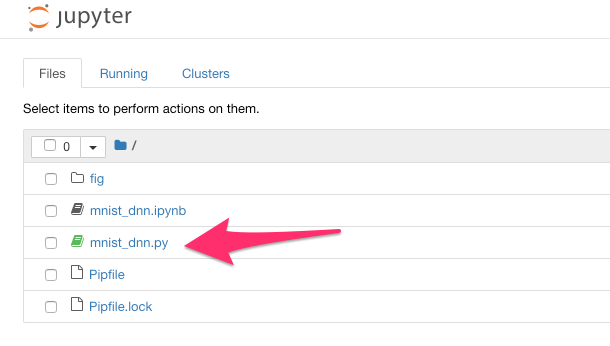 jupyter
Files Running Clusters
Select items to perform actions on them.
0 /
fig
mnist_dnn.ipynb
mnist_dnn.py
Pipfile
Pipfile.lock